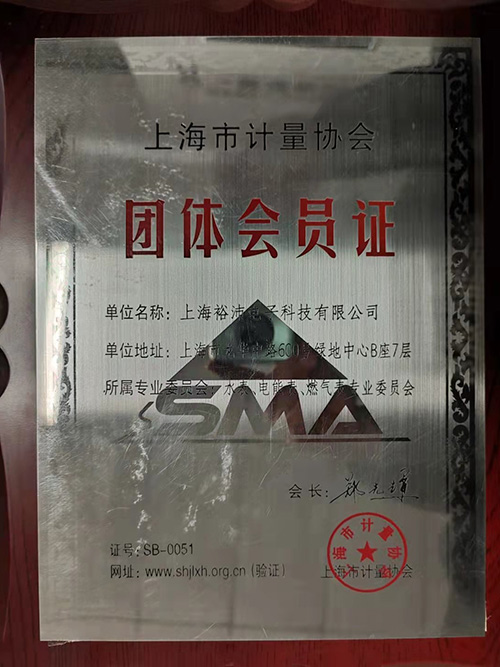 上海市计量协会
团体会员证
单位名称：上海裕沛电子科技有限公司
单位地址：上海市 路6 绿地中心B座7层
所属专业委员会：水表、电能表、燃气表专业委员会
SMA
会长：
证号：SB-0051
网址：www.shjlxh.org.cn（验证）
上海市计量协会
上海市计量协会